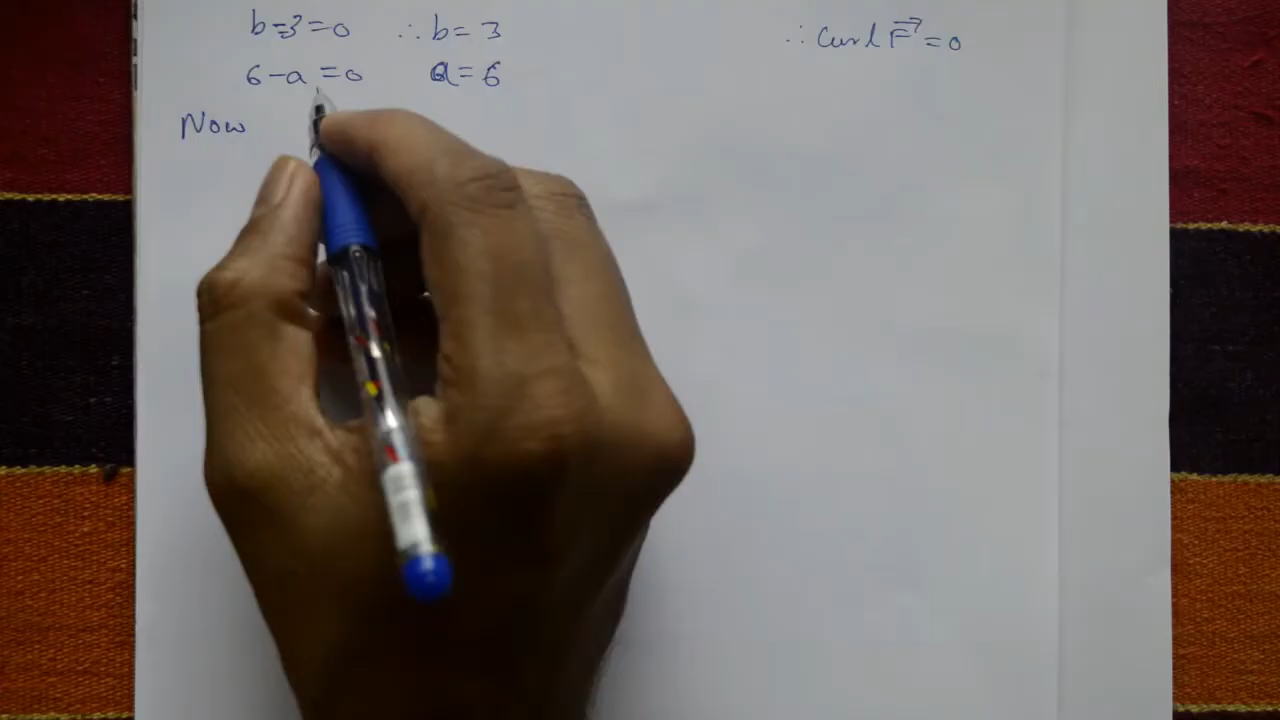 b-3=0 ∴ b= 3 ∴ Curl F⃗ = 0
6-a=0 a=6
Now